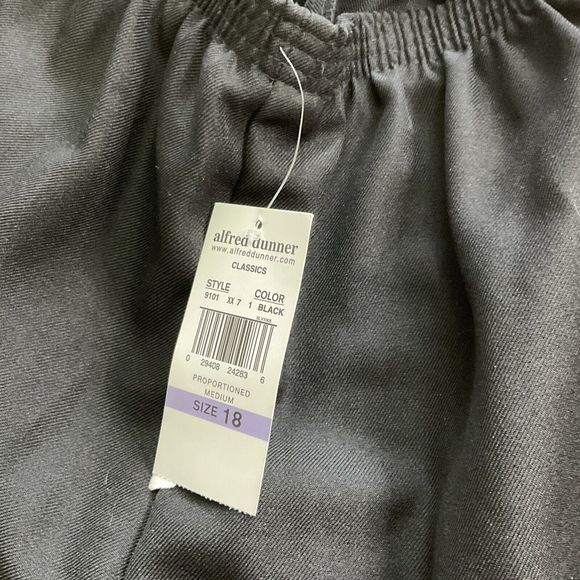 alfred dunner
www.alfreddunner.com
CLASSICS
STYLE COLOR
9101 XX 7 1 BLACK
0 29408 24283 6
PROPORTIONED
MEDIUM
SIZE 18